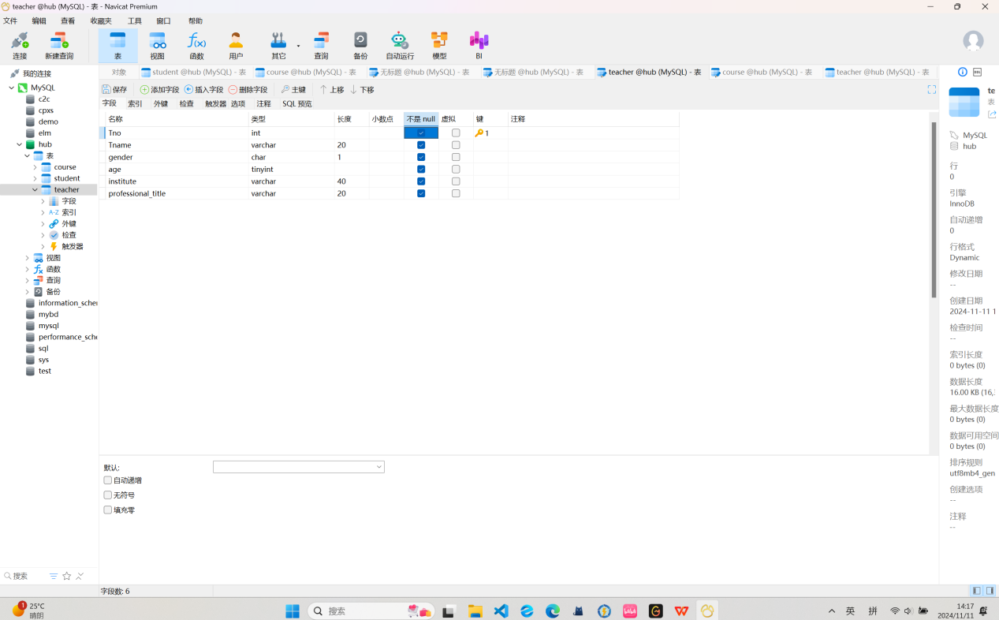 teacher @hub (MySQL) - 表 - Navicat Premium
文件 编辑 查看 收藏夹 工具 窗口 帮助
连接 新建查询 表 视图 函数 用户 其它 查询 备份 自动运行 模型 BI
我的连接
MySQL
c2c
cpxs
demo
elm
hub
表
course
student
teacher
字段
A-Z 索引
外键
检查
触发器
视图
函数
查询
备份
information_scher
mybd
mysql
performance_sche
sql
sys
test
搜索
对象 student @hub (MySQL) - 表 course @hub (MySQL) - 表 无标题 @hub (MySQL) - 表 无标题 @hub (MySQL) - 表 teacher @hub (MySQL) - 表 course @hub (MySQL) - 表 teacher @hub (MySQL) - 表
保存 添加字段 插入字段 删除字段 主键 上移 下移
字段 索引 外键 检查 触发器 选项 注释 SQL 预览
名称 类型 长度 小数点 不是 null 虚拟 键 注释
Tno int 1
Tname varchar 20
gender char 1
age tinyint
institute varchar 40
professional_title varchar 20
默认:
自动递增
无符号
填充零
字段数: 6
te
表
MySQL
hub
行
0
引擎
InnoDB
自动递增
0
行格式
Dynamic
修改日期
--
创建日期
2024-11-11 1
检查时间
--
索引长度
0 bytes (0)
数据长度
16.00 KB (16,
最大数据长度
0 bytes (0)
数据可用空间
0 bytes (0)
排序规则
utf8mb4_gen
创建选项
--
注释
--
1
25°C
晴朗
搜索
英 拼
14:17
2024/11/11